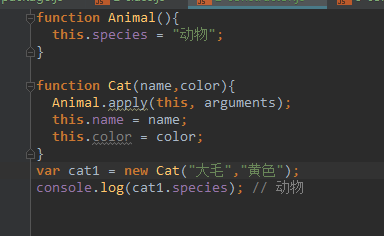 function Animal(){
this.species = "动物";
}
function Cat(name,color){
Animal.apply(this, arguments);
this.name = name;
this.color = color;
}
var cat1 = new Cat("大毛","黄色");
console.log(cat1.species); // 动物